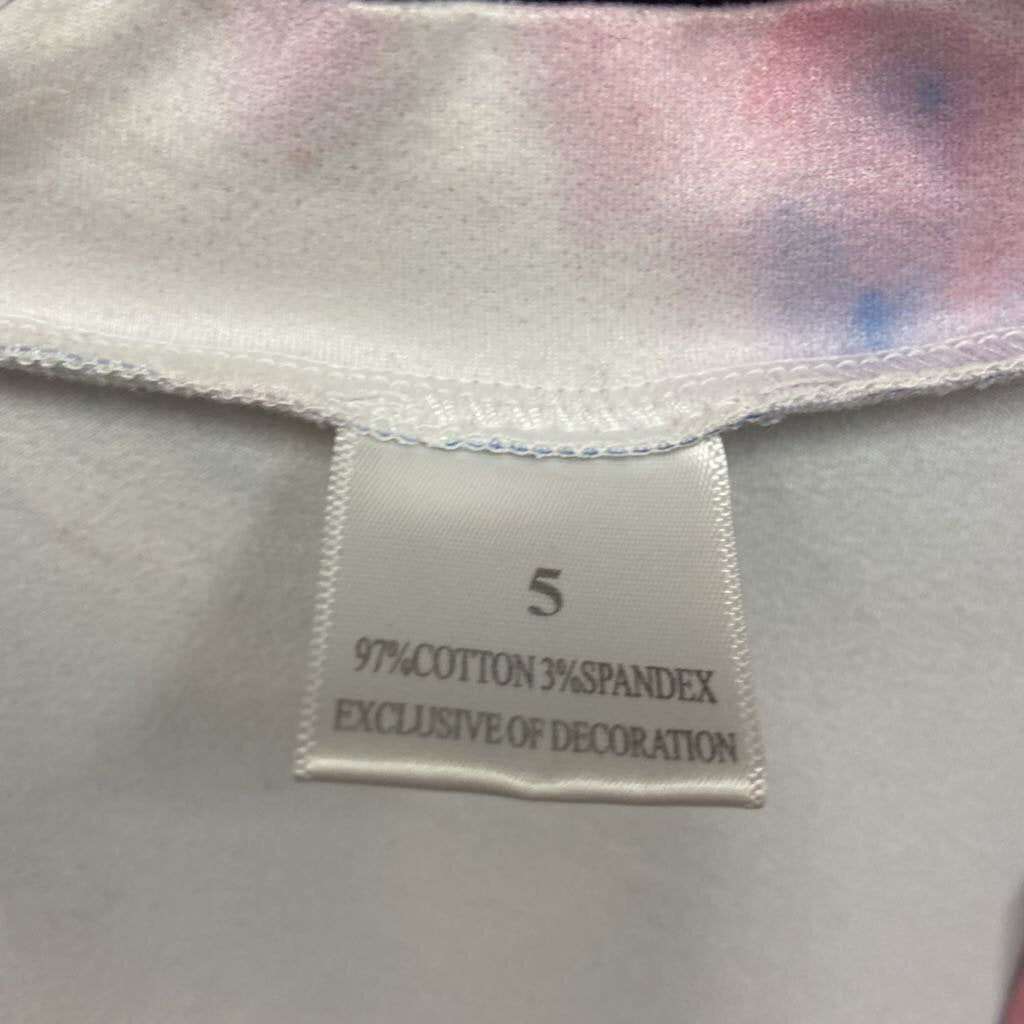 5
97%COTTON 3%SPANDEX
EXCLUSIVE OF DECORATION